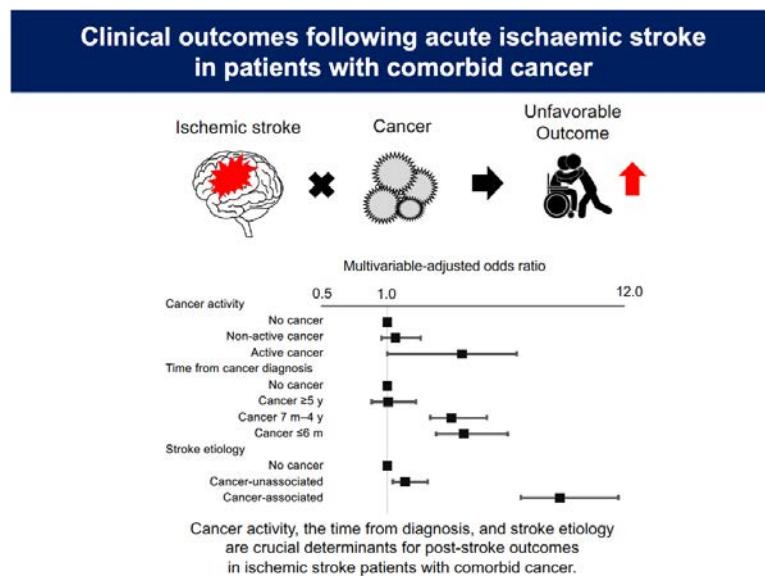 Clinical outcomes following acute ischaemic stroke
in patients with comorbid cancer
Ischemic stroke
Cancer
Unfavorable
Outcome
Multivariable-adjusted odds ratio
0.5
1.0
12.0
Cancer activity
No cancer
Non-active cancer
Active cancer
Time from cancer diagnosis
No cancer
Cancer ≥5 y
Cancer 7 m–4 y
Cancer ≤6 m
Stroke etiology
No cancer
Cancer-unassociated
Cancer-associated
Cancer activity, the time from diagnosis, and stroke etiology
are crucial determinants for post-stroke outcomes
in ischemic stroke patients with comorbid cancer.